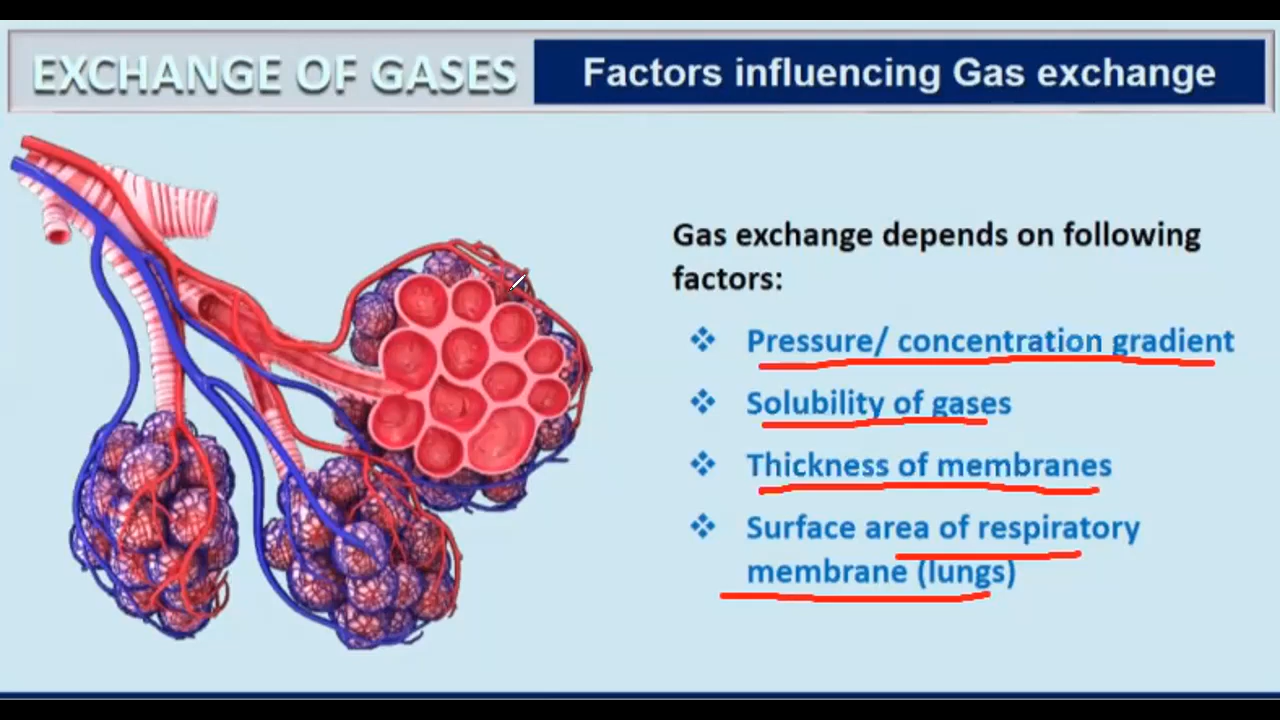 EXCHANGE OF GASES
Factors influencing Gas exchange
Gas exchange depends on following
factors:
Pressure/ concentration gradient
Solubility of gases
Thickness of membranes
Surface area of respiratory
membrane (lungs)